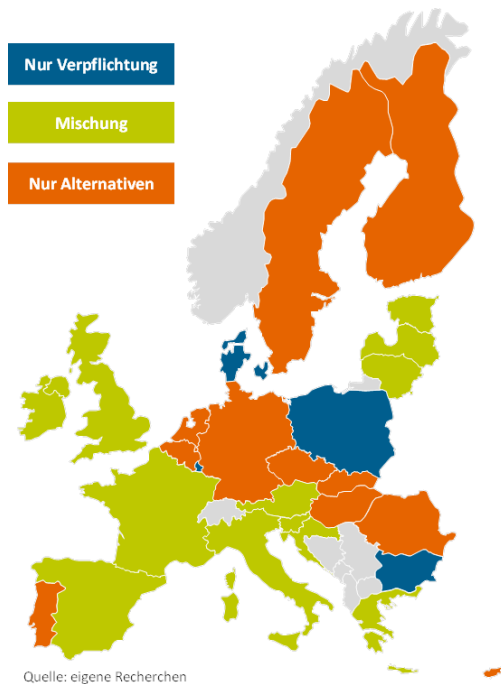 Nur Verpflichtung
Mischung
Nur Alternativen
Quelle: eigene Recherchen